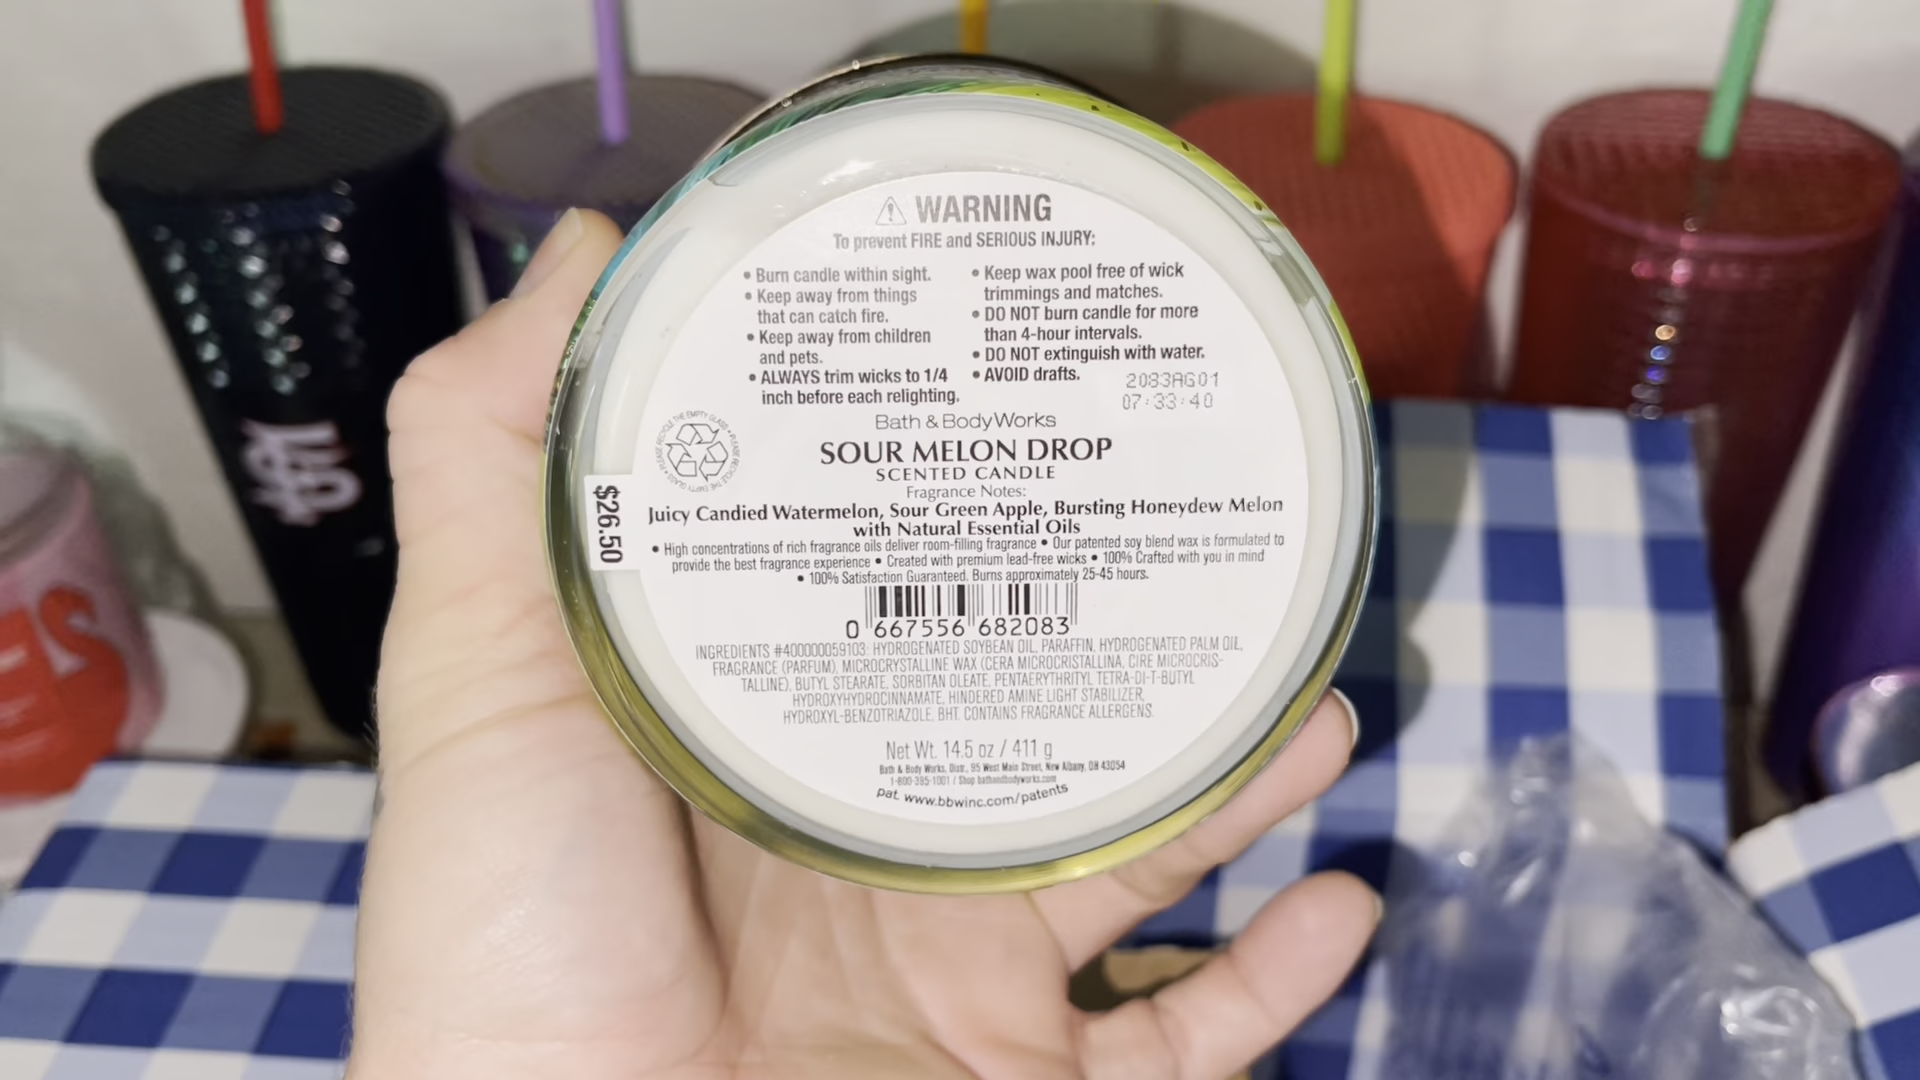 WARNING
To prevent FIRE and SERIOUS INJURY:
• Burn candle within sight.
• Keep away from things
that can catch fire.
• Keep away from children
and pets.
• ALWAYS trim wicks to 1/4
inch before each relighting.
• Keep wax pool free of wick
trimmings and matches.
• DO NOT burn candle for more
than 4-hour intervals.
• DO NOT extinguish with water.
• AVOID drafts.
2083AG01
07:33:40
Bath & Body Works
SOUR MELON DROP
SCENTED CANDLE
Fragrance Notes:
Juicy Candied Watermelon, Sour Green Apple, Bursting Honeydew Melon
with Natural Essential Oils
• High concentrations of rich fragrance oils deliver room-filling fragrance • Our patented soy blend wax is formulated to
provide the best fragrance experience • Created with premium lead-free wicks • 100% Crafted with you in mind
• 100% Satisfaction Guaranteed. Burns approximately 25-45 hours.
PLEASE RECYCLE THE EMPTY GLASS •
$26.50
0 667556 682083
INGREDIENTS #400000059103: HYDROGENATED SOYBEAN OIL, PARAFFIN, HYDROGENATED PALM OIL,
FRAGRANCE (PARFUM), MICROCRYSTALLINE WAX (CERA MICROCRISTALLINA, CIRE MICROCRIS-
TALLINE), BUTYL STEARATE, SORBITAN OLEATE, PENTAERYTHRITYL TETRA-DI-T-BUTYL
HYDROXYHYDROCINNAMATE, HINDERED AMINE LIGHT STABILIZER,
HYDROXYL-BENZOTRIAZOLE, BHT. CONTAINS FRAGRANCE ALLERGENS.
Net Wt. 14.5 oz / 411 g
Bath & Body Works, Distr., 95 West Main Street, New Albany, OH 43054
1-800-395-1001 / Shop bathandbodyworks.com
pat. www.bbwinc.com/patents